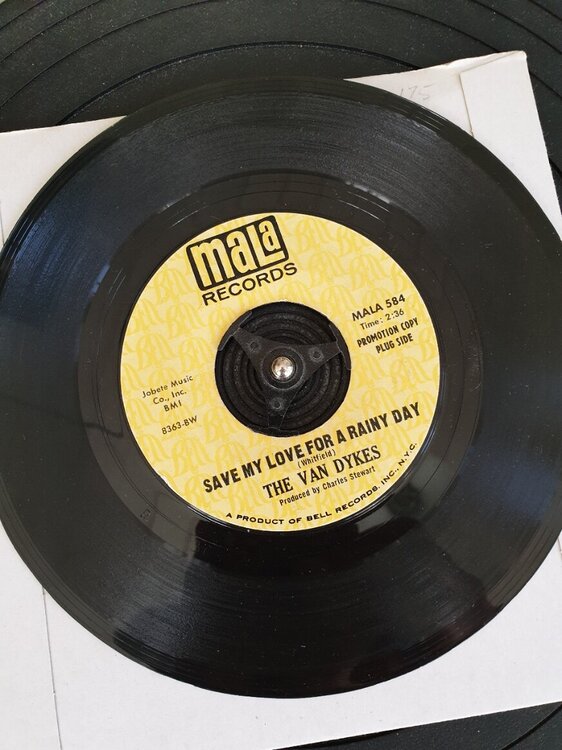 175
mala
RECORDS
MALA 584
Time: 2:36
PROMOTION COPY
PLUG SIDE
Jobete Music
Co., Inc.
BMI
8363-BW
SAVE MY LOVE FOR A RAINY DAY
(Whitfield)
THE VAN DYKES
Produced by Charles Stewart
A PRODUCT OF BELL RECORDS, INC., N.Y.C.